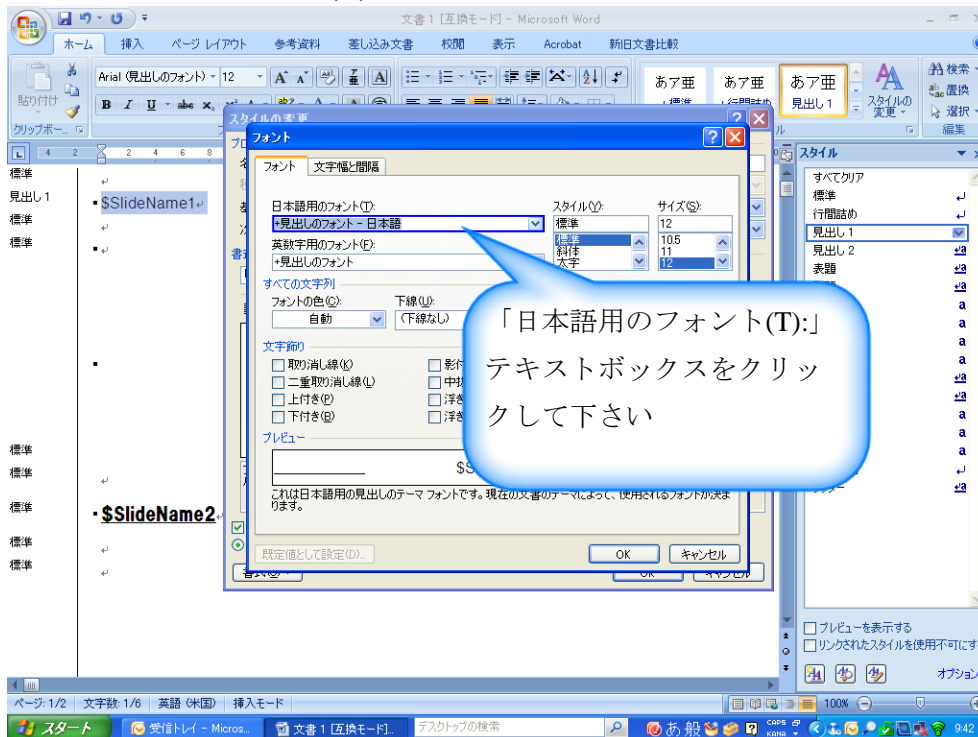 文書 1 [互換モード] - Microsoft Word
ホーム 挿入 ページ レイアウト 参考資料 差し込み文書 校閲 表示 Acrobat 新旧文書比較
貼り付け
Arial (見出しのフォント) 12
B I U abc
あア亜 あア亜 あア亜
見出し 1
スタイルの変更
検索
置換
選択
クリップボー...
編集
スタイルの変更
フォント
フォント 文字幅と間隔
日本語用のフォント(T):
+見出しのフォント - 日本語
スタイル(Y):
標準
標準
斜体
太字
サイズ(S):
12
10.5
11
12
英数字用のフォント(F):
+見出しのフォント
すべての文字列
フォントの色(C): 下線(U):
自動 (下線なし)
文字飾り
取り消し線(K)
二重取り消し線(L)
上付き(P)
下付き(B)
プレビュー
これは日本語用の見出しのテーマ フォントです。現在の文書のテーマによって、使用されるフォントが決まります。
既定値として設定(D)...
OK キャンセル
「日本語用のフォント(T):」
テキストボックスをクリッ
クして下さい
標準
見出し 1
$SlideName1
標準
標準
標準
標準
標準
$SlideName2
標準
標準
スタイル
すべてクリア
標準
行間詰め
見出し 1
見出し 2
表題
プレビューを表示する
リンクされたスタイルを使用不可にす
オプション
ページ: 1/2 文字数: 1/6 英語 (米国) 挿入モード
100%
スタート
受信トレイ - Micros...
文書 1 [互換モード]...
デスクトップの検索
あ 般
CAPS
KANA
9:42